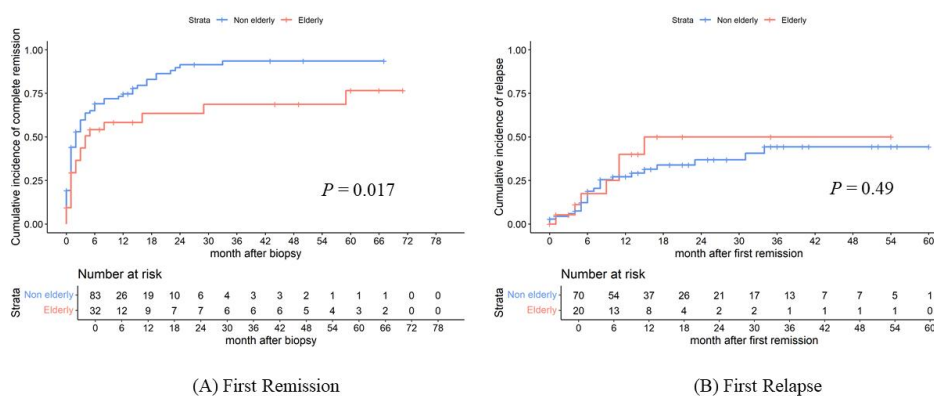 Strata Non elderly Elderly
Cumulative incidence of complete remission
1.00
0.75
0.50
0.25
0.00
P = 0.017
0 6 12 18 24 30 36 42 48 54 60 66 72 78
month after biopsy
Number at risk
Strata
Non elderly 83 26 19 10 6 4 3 3 2 1 1 1 0 0
Elderly 32 12 9 7 7 6 6 6 5 4 3 2 0 0
0 6 12 18 24 30 36 42 48 54 60 66 72 78
month after biopsy
(A) First Remission
Strata Non elderly Elderly
Cumulative incidence of relapse
1.00
0.75
0.50
0.25
0.00
P = 0.49
0 6 12 18 24 30 36 42 48 54 60
month after first remission
Number at risk
Strata
Non elderly 70 54 37 26 21 17 13 7 7 5 1
Elderly 20 13 8 4 2 2 1 1 1 1 0
0 6 12 18 24 30 36 42 48 54 60
month after first remission
(B) First Relapse